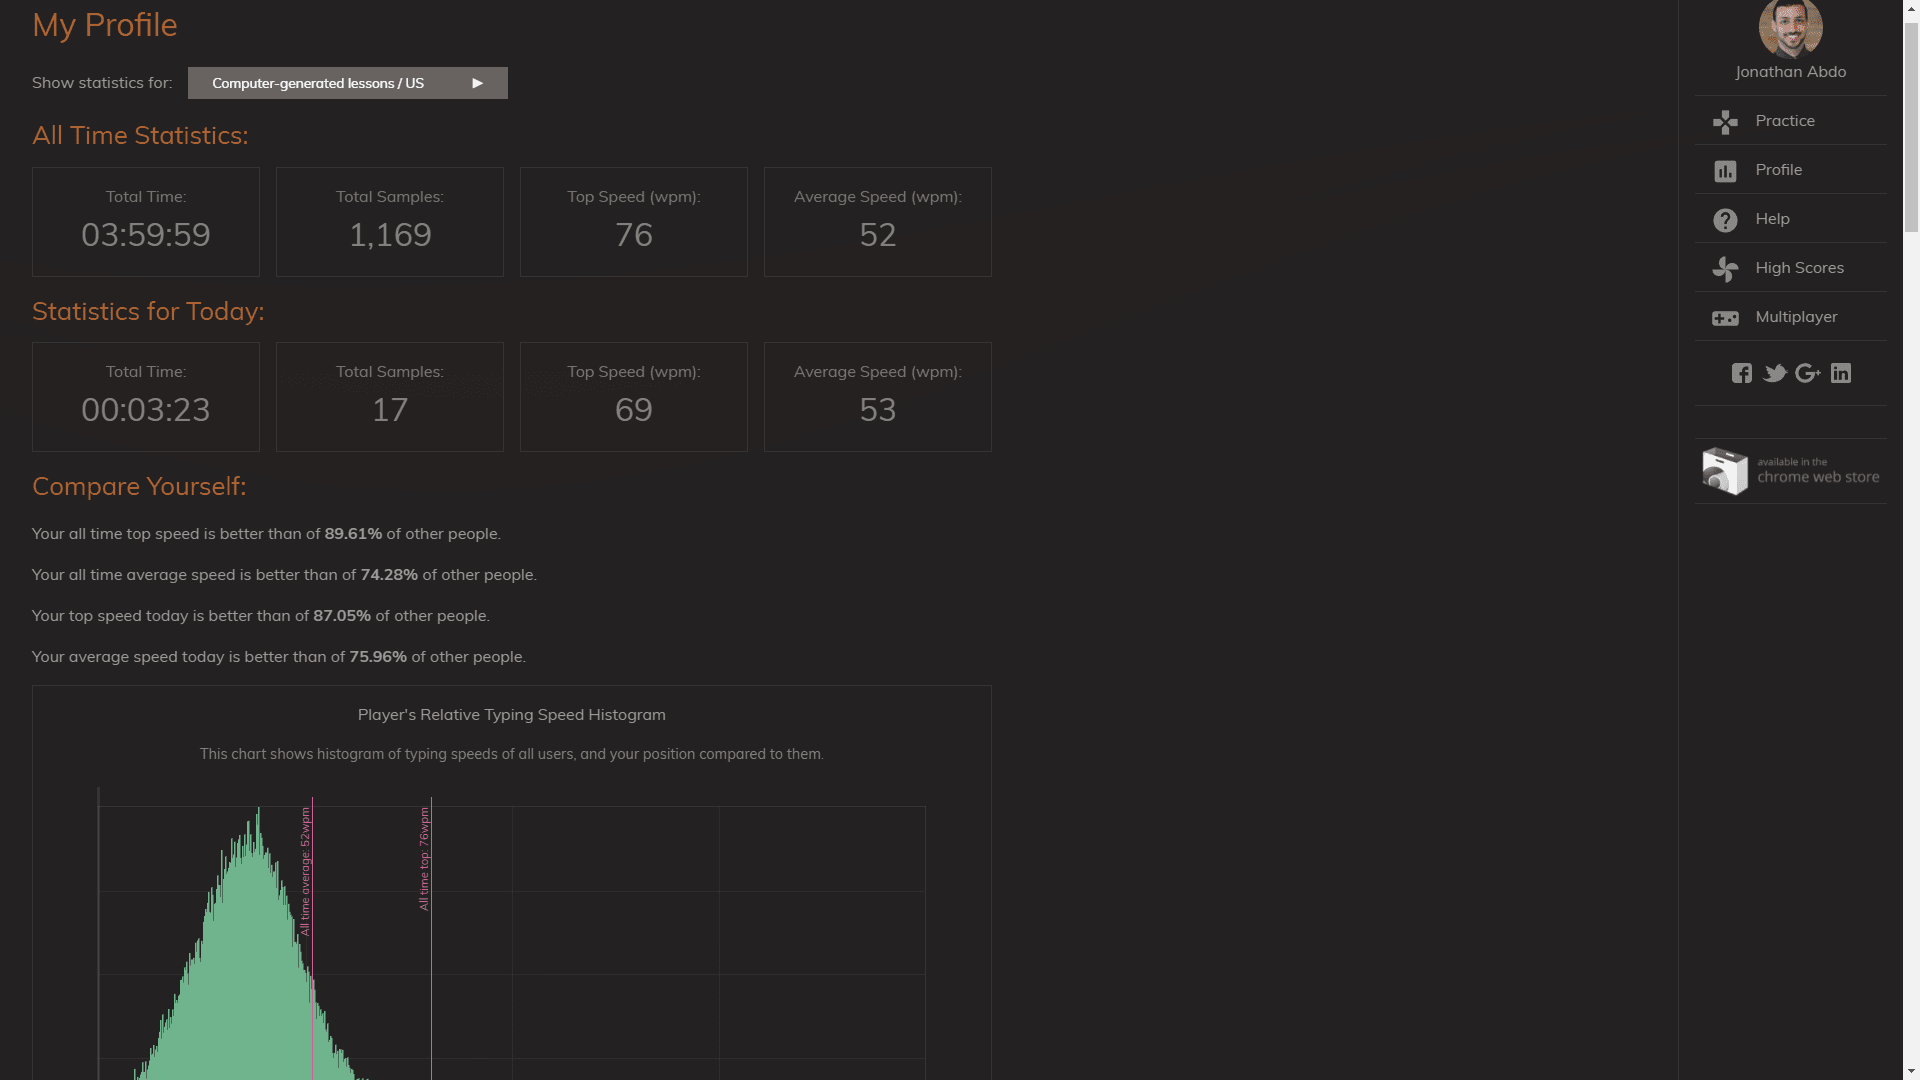 My Profile
Show statistics for: Computer-generated lessons / US
All Time Statistics:
Total Time:
03:59:59
Total Samples:
1,169
Top Speed (wpm):
76
Average Speed (wpm):
52
Statistics for Today:
Total Time:
00:03:23
Total Samples:
17
Top Speed (wpm):
69
Average Speed (wpm):
53
Compare Yourself:
Your all time top speed is better than of 89.61% of other people.
Your all time average speed is better than of 74.28% of other people.
Your top speed today is better than of 87.05% of other people.
Your average speed today is better than of 75.96% of other people.
Player's Relative Typing Speed Histogram
This chart shows histogram of typing speeds of all users, and your position compared to them.
All time average: 52wpm
All time top: 76wpm
Jonathan Abdo
Practice
Profile
Help
High Scores
Multiplayer
available in the
chrome web store